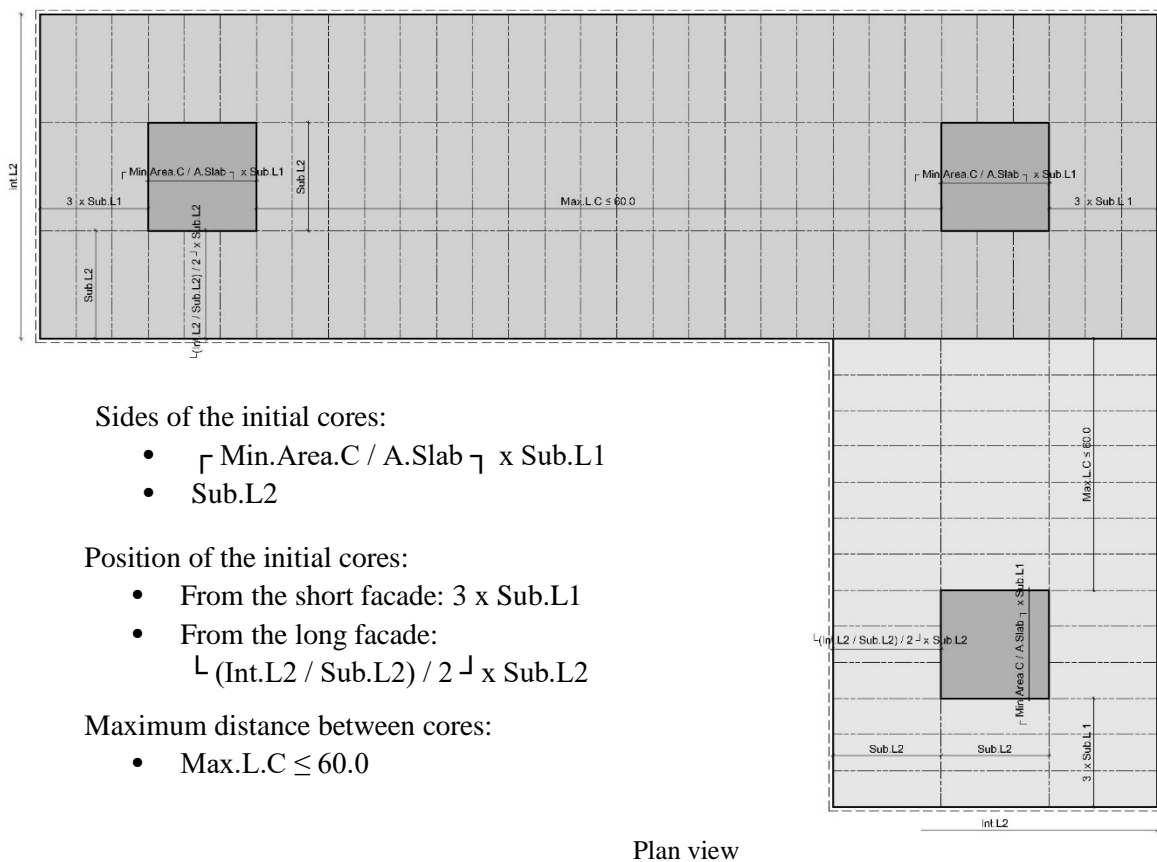 Int.L2
┌ Min.Area.C / A.Slab ┐ x Sub.L1
Sub.L2
┌ Min.Area.C / A.Slab ┐ x Sub.L1
3 x Sub.L1
Max.L.C ≤ 60.0
3 x Sub.L1
Sub.L2
└(Int.L2 / Sub.L2) / 2 ┘x Sub.L2
Sides of the initial cores:
• ┌ Min.Area.C / A.Slab ┐ x Sub.L1
• Sub.L2
Position of the initial cores:
• From the short facade: 3 x Sub.L1
• From the long facade:
└ (Int.L2 / Sub.L2) / 2 ┘ x Sub.L2
Maximum distance between cores:
• Max.L.C ≤ 60.0
Max.L.C ≤ 60.0
└(Int.L2 / Sub.L2) / 2 ┘x Sub.L2
┌ Min.Area.C / A.Slab ┐ x Sub.L1
Sub.L2
Sub.L2
3 x Sub.L1
Int.L2
Plan view